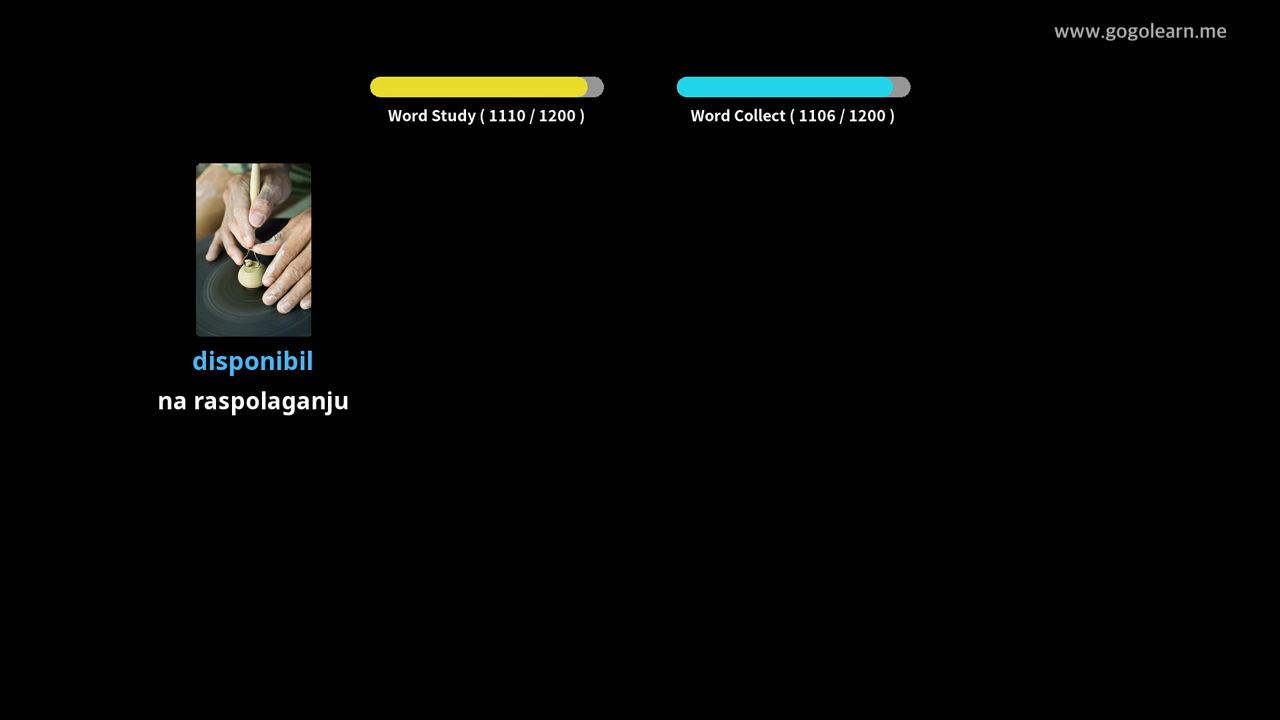 www.gogolearn.me
Word Study ( 1110 / 1200 )
Word Collect ( 1106 / 1200 )
disponibil
na raspolaganju